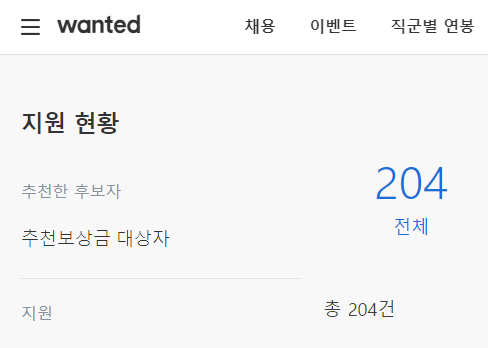 wanted 채용 이벤트 직군별 연봉
지원 현황
204
추천한 후보자
전체
추천보상금 대상자
지원 총 204건